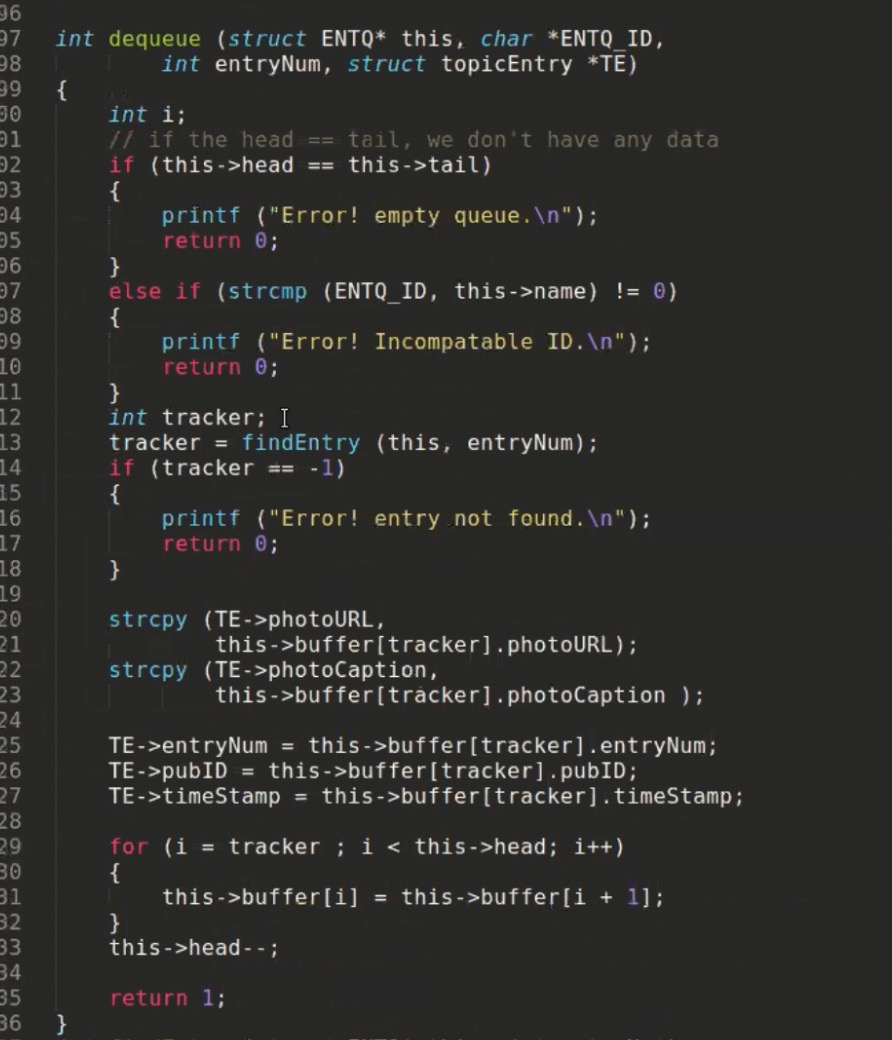 96
97 int dequeue (struct ENTQ* this, char *ENTQ_ID,
98 int entryNum, struct topicEntry *TE)
99 {
00 int i;
01 // if the head == tail, we don't have any data
02 if (this->head == this->tail)
03 {
04 printf ("Error! empty queue.\n");
05 return 0;
06 }
07 else if (strcmp (ENTQ_ID, this->name) != 0)
08 {
09 printf ("Error! Incompatable ID.\n");
10 return 0;
11 }
12 int tracker;
13 tracker = findEntry (this, entryNum);
14 if (tracker == -1)
15 {
16 printf ("Error! entry not found.\n");
17 return 0;
18 }
19
20 strcpy (TE->photoURL,
21 this->buffer[tracker].photoURL);
22 strcpy (TE->photoCaption,
23 this->buffer[tracker].photoCaption );
24
25 TE->entryNum = this->buffer[tracker].entryNum;
26 TE->pubID = this->buffer[tracker].pubID;
27 TE->timeStamp = this->buffer[tracker].timeStamp;
28
29 for (i = tracker ; i < this->head; i++)
30 {
31 this->buffer[i] = this->buffer[i + 1];
32 }
33 this->head--;
34
35 return 1;
36 }